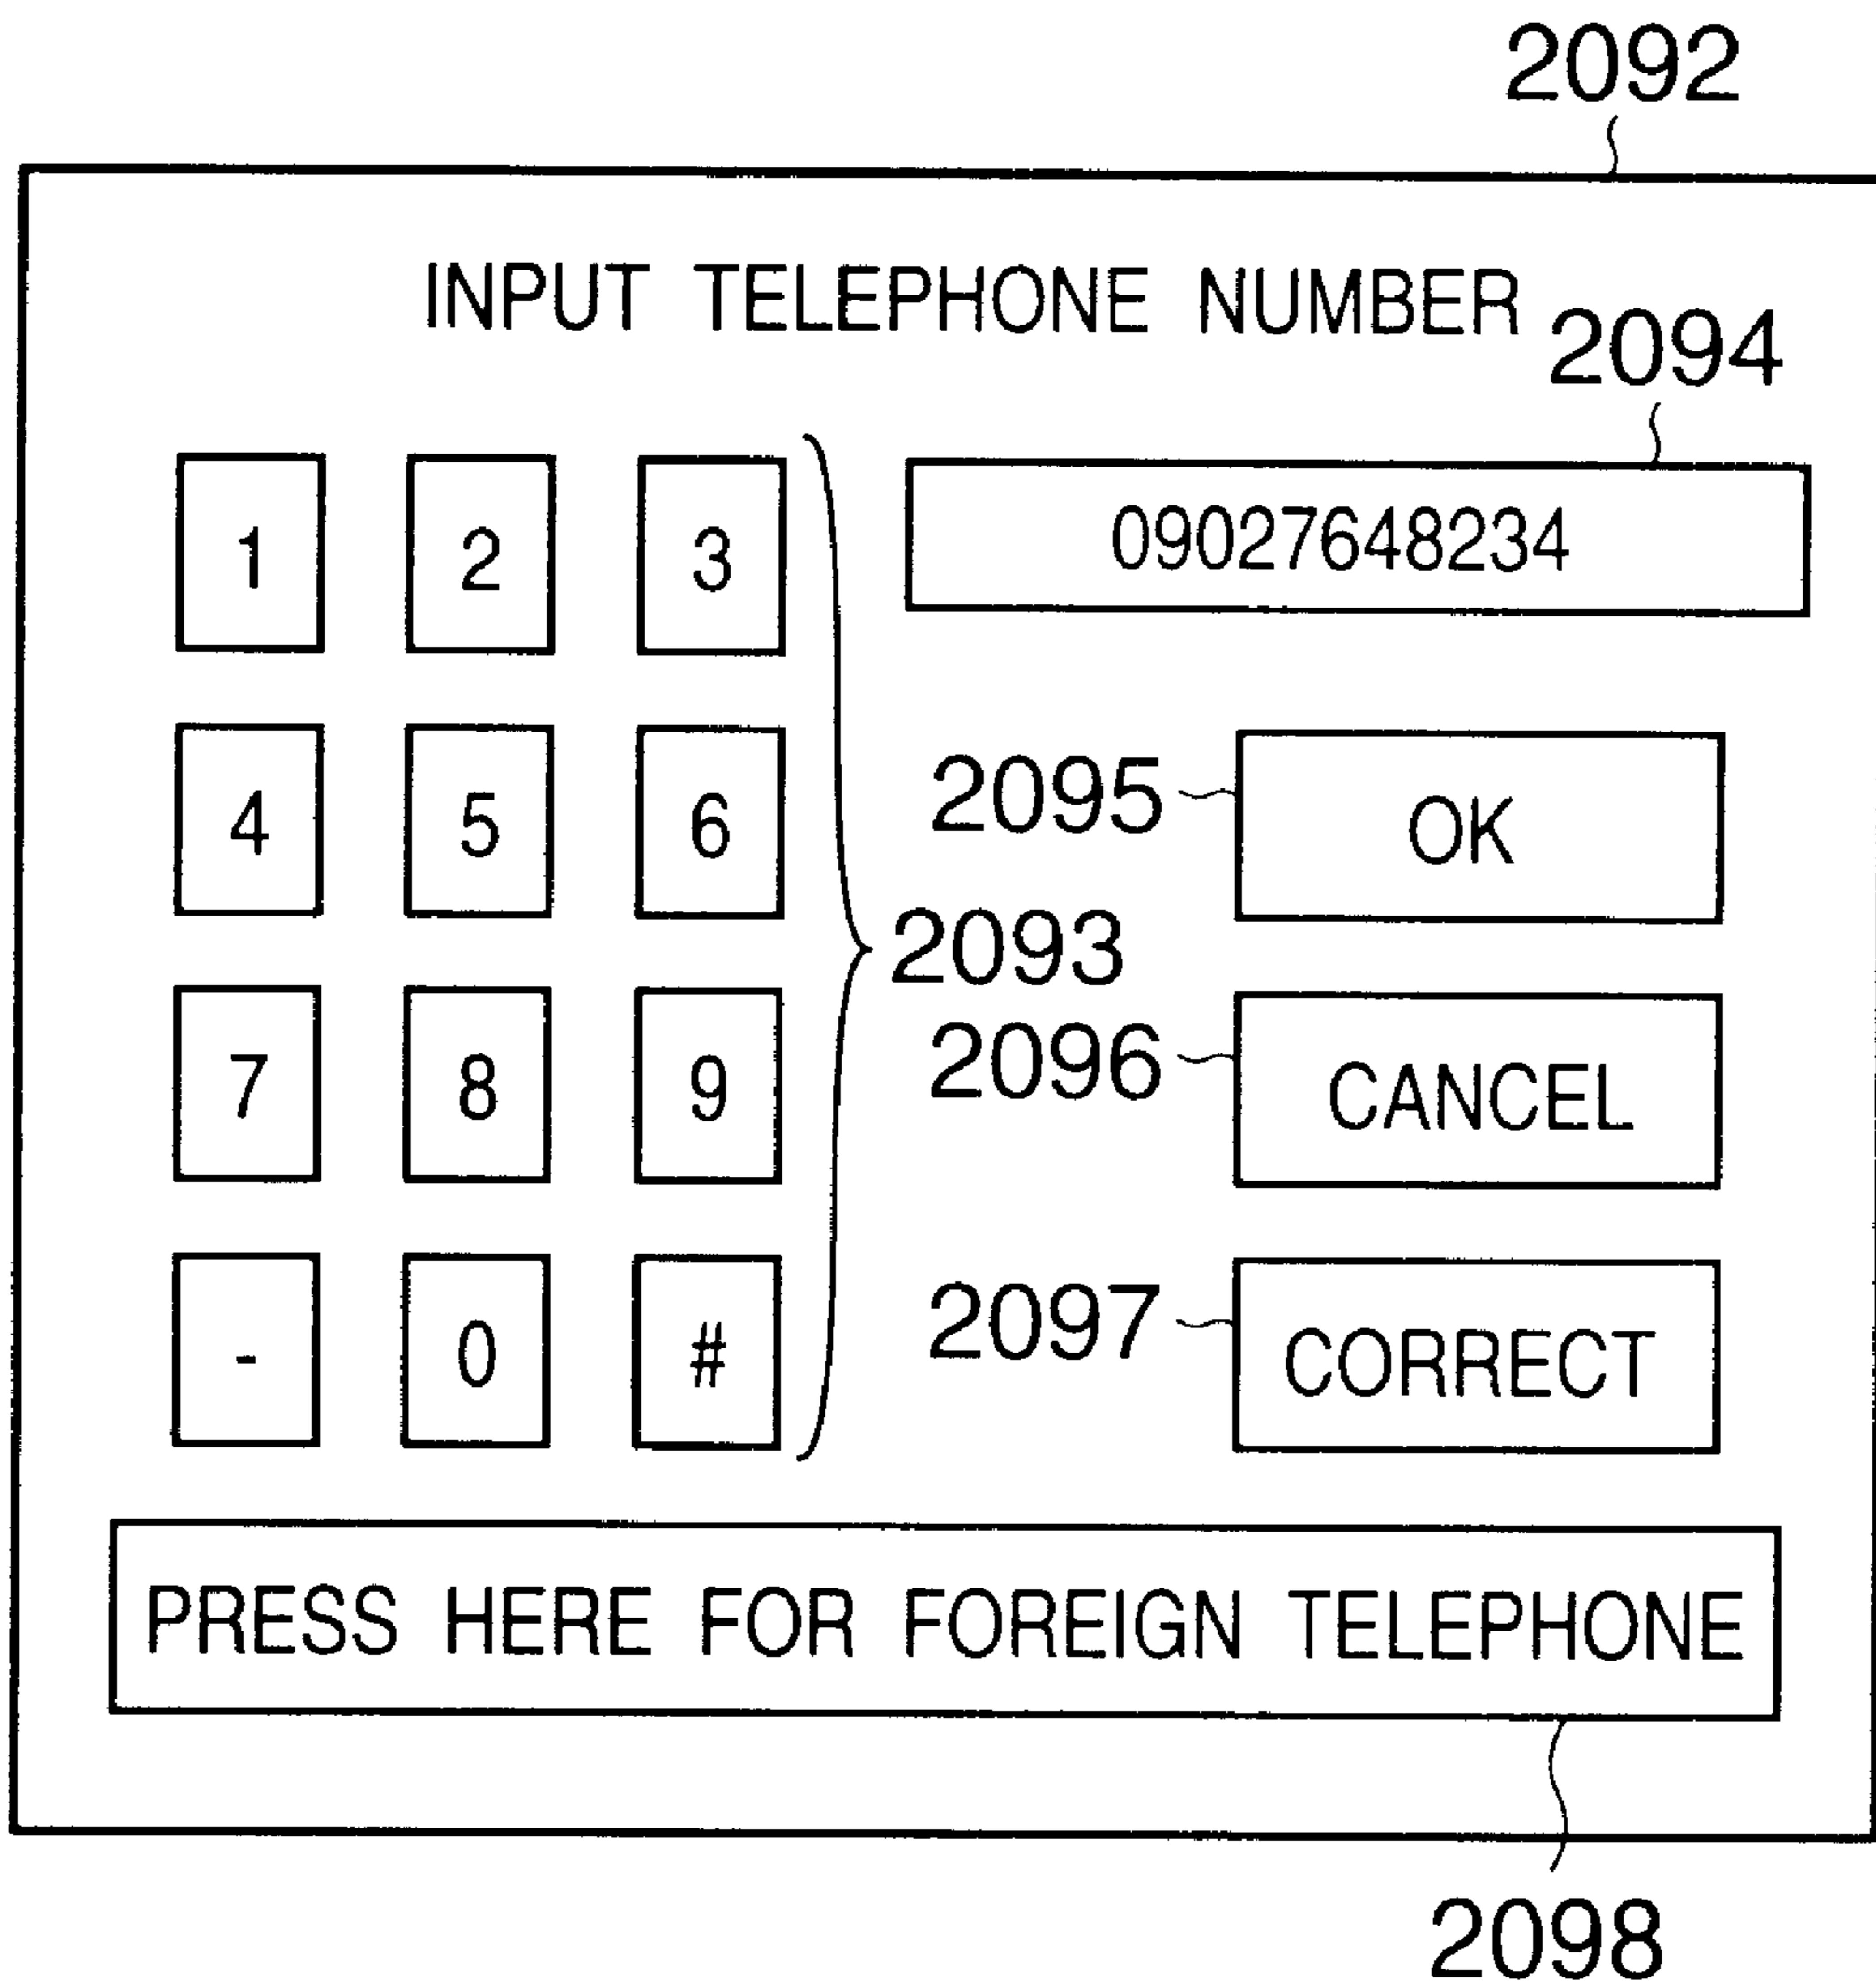 2092
INPUT TELEPHONE NUMBER
2094
1 2 3
09027648234
4 5 6
2095
OK
2093
7 8 9
2096
CANCEL
- 0 #
2097
CORRECT
PRESS HERE FOR FOREIGN TELEPHONE
2098